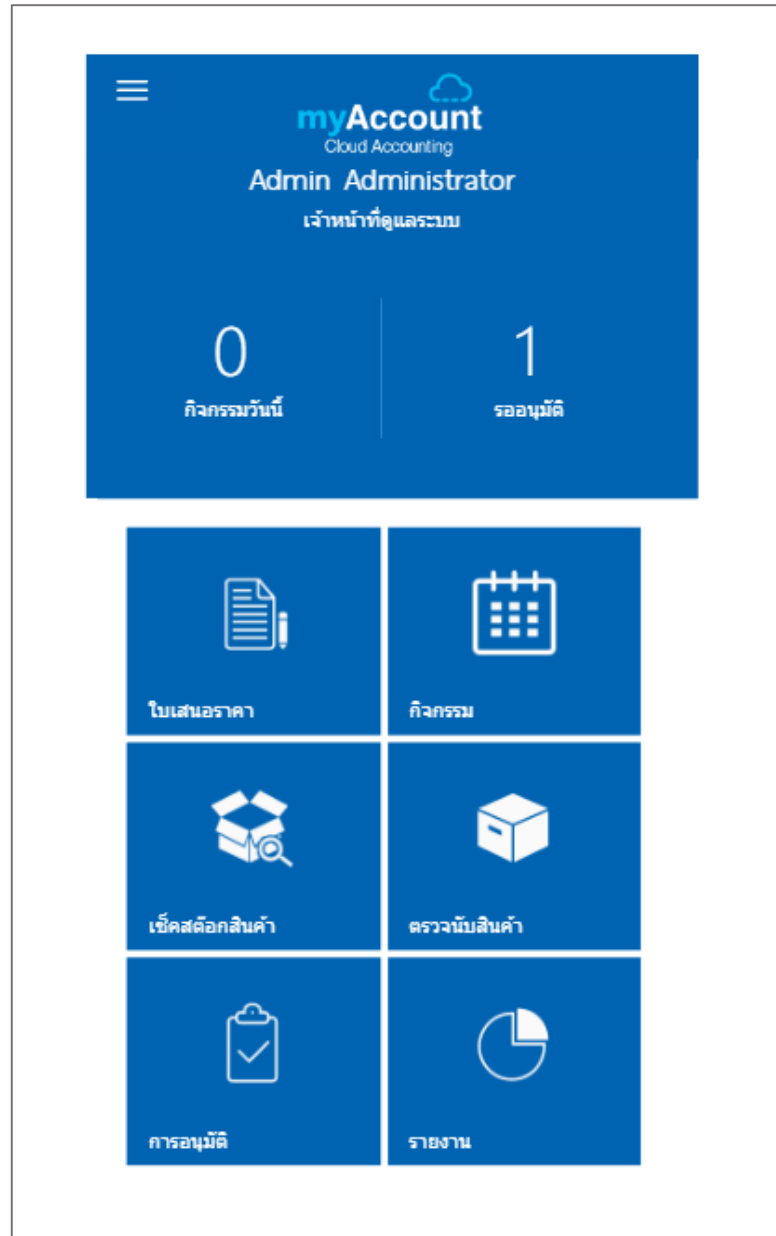 myAccount
Cloud Accounting
Admin Administrator
เจ้าหน้าที่ดูแลระบบ
0
กิจกรรมวันนี้
1
รออนุมัติ
ใบเสนอราคา
กิจกรรม
เช็คสต๊อกสินค้า
ตรวจนับสินค้า
การอนุมัติ
รายงาน